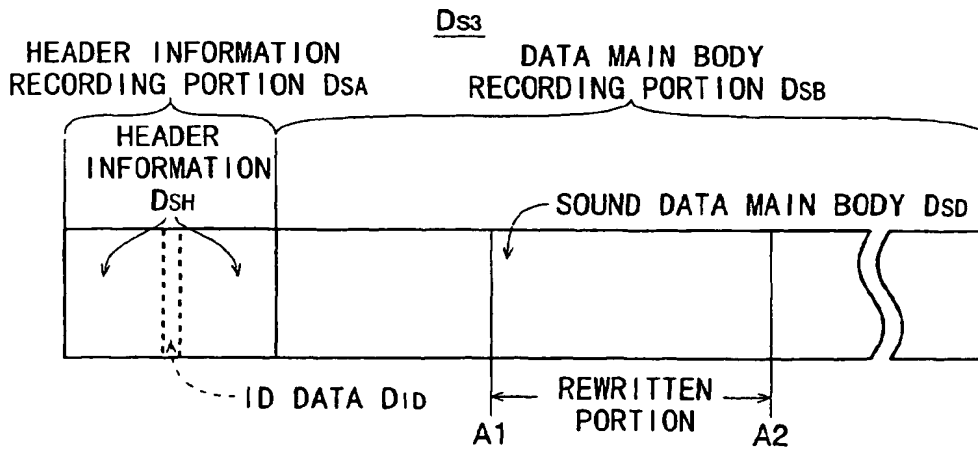 DS3
HEADER INFORMATION
RECORDING PORTION DSA
DATA MAIN BODY
RECORDING PORTION DSB
HEADER
INFORMATION
DSH
SOUND DATA MAIN BODY DSD
ID DATA DID
REWRITTEN
PORTION
A1
A2